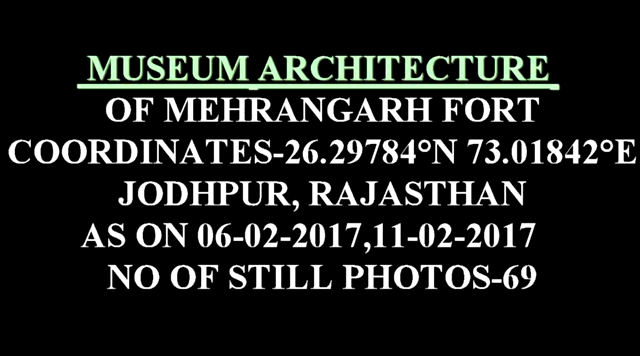 MUSEUM ARCHITECTURE
OF MEHRANGARH FORT
COORDINATES-26.29784°N 73.01842°E
JODHPUR, RAJASTHAN
AS ON 06-02-2017,11-02-2017
NO OF STILL PHOTOS-69